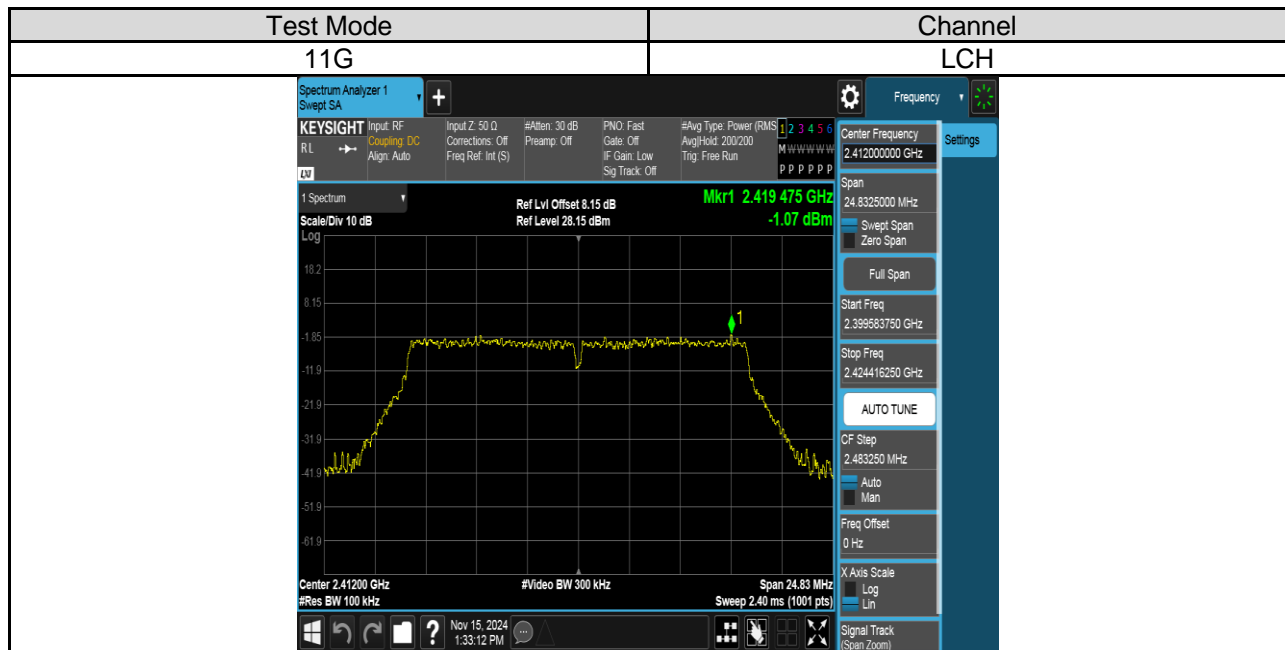 Test Mode Channel
11G LCH
Spectrum Analyzer 1
Swept SA
Frequency
KEYSIGHT
RL
LXI
Input: RF
Coupling: DC
Align: Auto
Input Z: 50 Ω
Corrections: Off
Freq Ref: Int (S)
#Atten: 30 dB
Preamp: Off
PNO: Fast
Gate: Off
IF Gain: Low
Sig Track: Off
#Avg Type: Power (RMS
Avg|Hold: 200/200
Trig: Free Run
1 2 3 4 5 6
M W W W W W
P P P P P P
1 Spectrum
Scale/Div 10 dB
Log
Ref Lvl Offset 8.15 dB
Ref Level 28.15 dBm
Mkr1 2.419 475 GHz
-1.07 dBm
18.2
8.15
-1.85
-11.9
-21.9
-31.9
-41.9
-51.9
-61.9
1
Center 2.41200 GHz
#Res BW 100 kHz
#Video BW 300 kHz
Span 24.83 MHz
Sweep 2.40 ms (1001 pts)
Center Frequency
2.412000000 GHz
Settings
Span
24.8325000 MHz
Swept Span
Zero Span
Full Span
Start Freq
2.399583750 GHz
Stop Freq
2.424416250 GHz
AUTO TUNE
CF Step
2.483250 MHz
Auto
Man
Freq Offset
0 Hz
X Axis Scale
Log
Lin
Signal Track
(Span Zoom)
?
Nov 15, 2024
1:33:12 PM